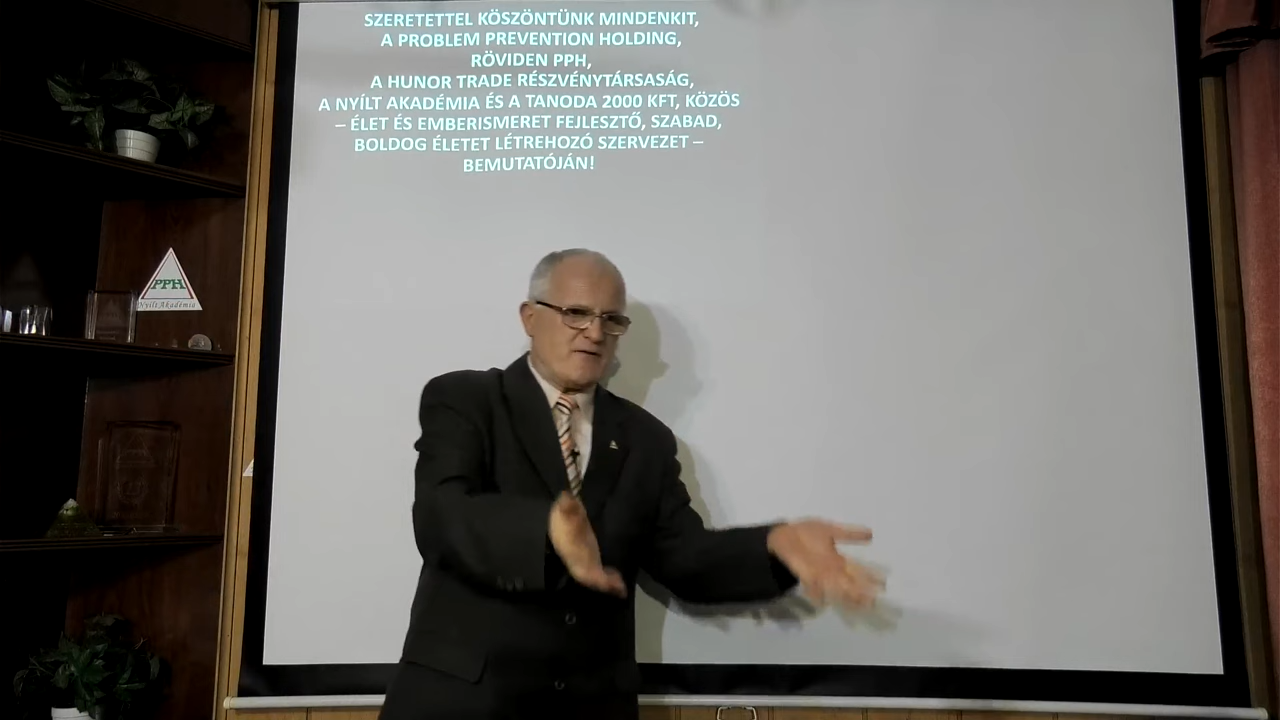 SZERETETTEL KÖSZÖNTÜNK MINDENKIT,
A PROBLEM PREVENTION HOLDING,
RÖVIDEN PPH,
A HUNOR TRADE RÉSZVÉNYTÁRSASÁG,
A NYÍLT AKADÉMIA ÉS A TANODA 2000 KFT, KÖZÖS
– ÉLET ÉS EMBERISMERET FEJLESZTŐ, SZABAD,
BOLDOG ÉLETET LÉTREHOZÓ SZERVEZET –
BEMUTATÓJÁN!
PPH
Nyílt Akadémia